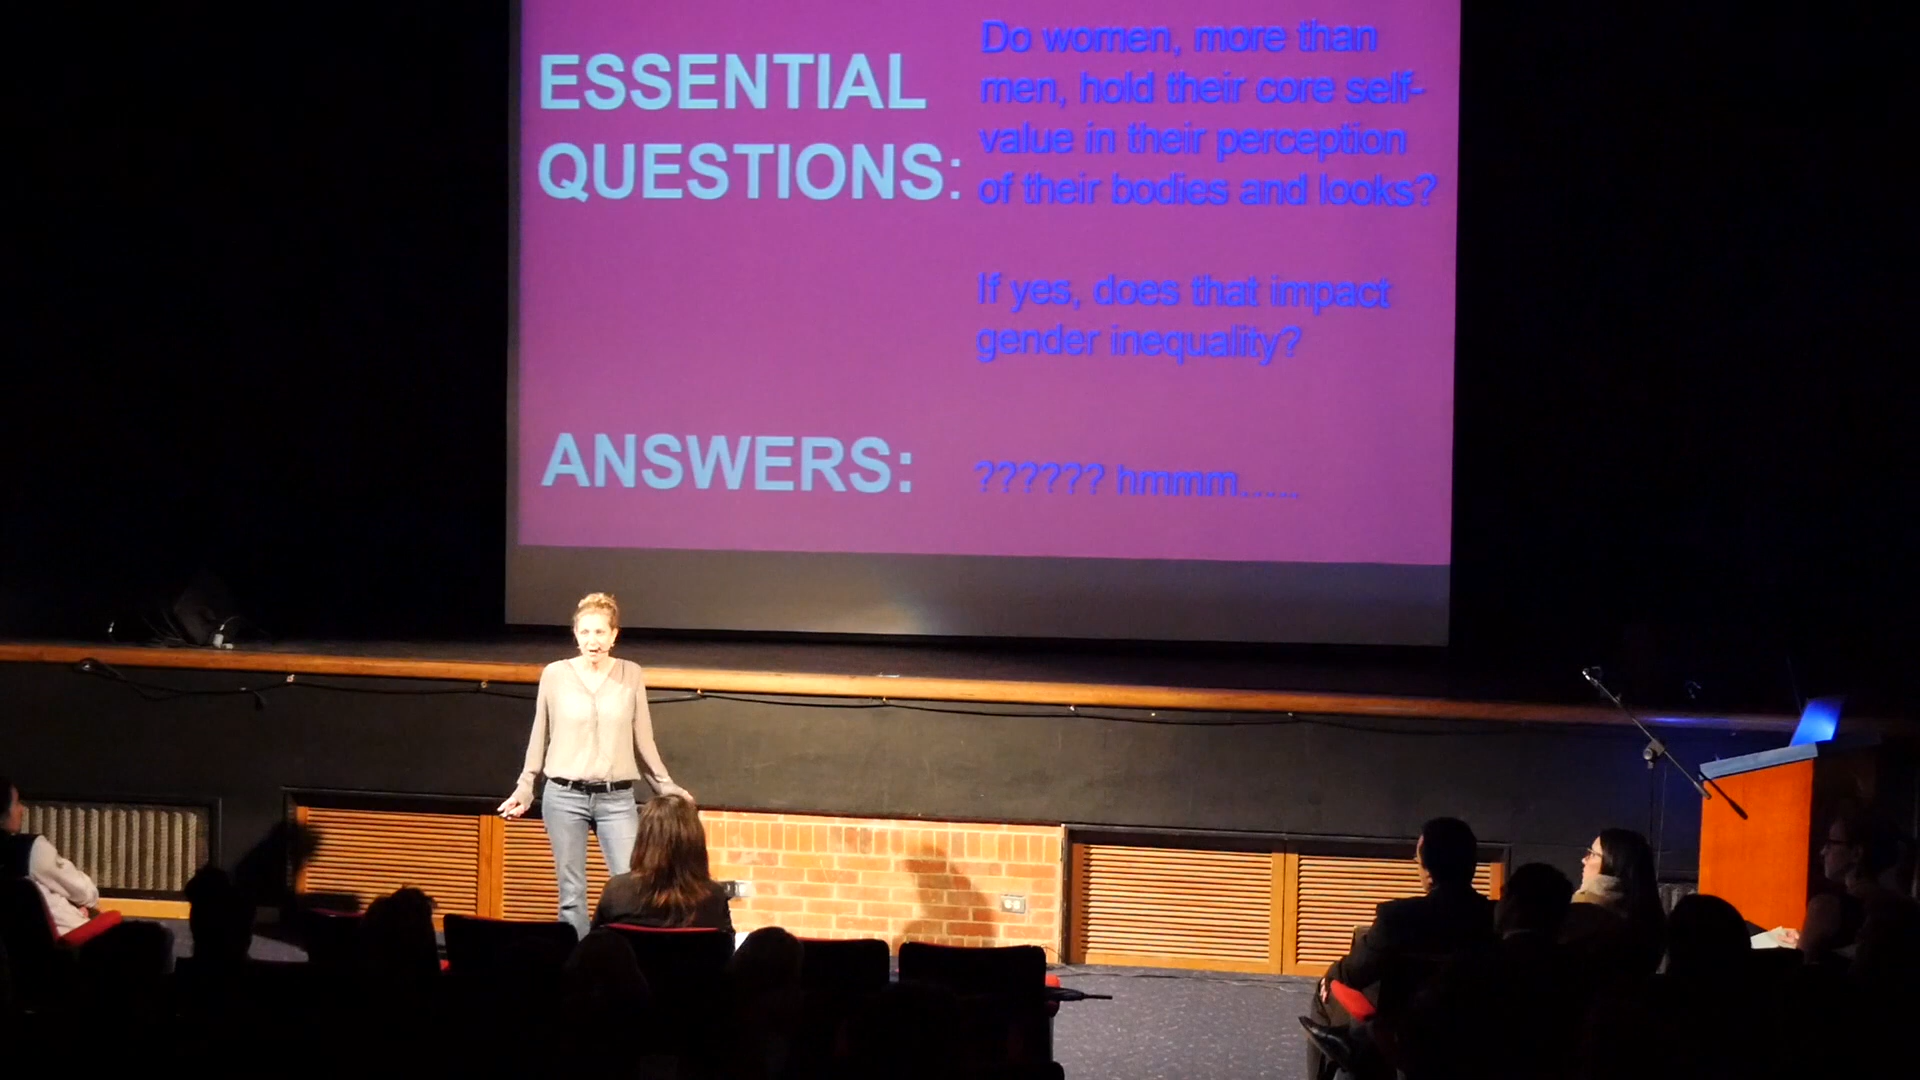 ESSENTIAL
QUESTIONS:
Do women, more than
men, hold their core self-
value in their perception
of their bodies and looks?
If yes, does that impact
gender inequality?
ANSWERS:
?????? hmmm.........